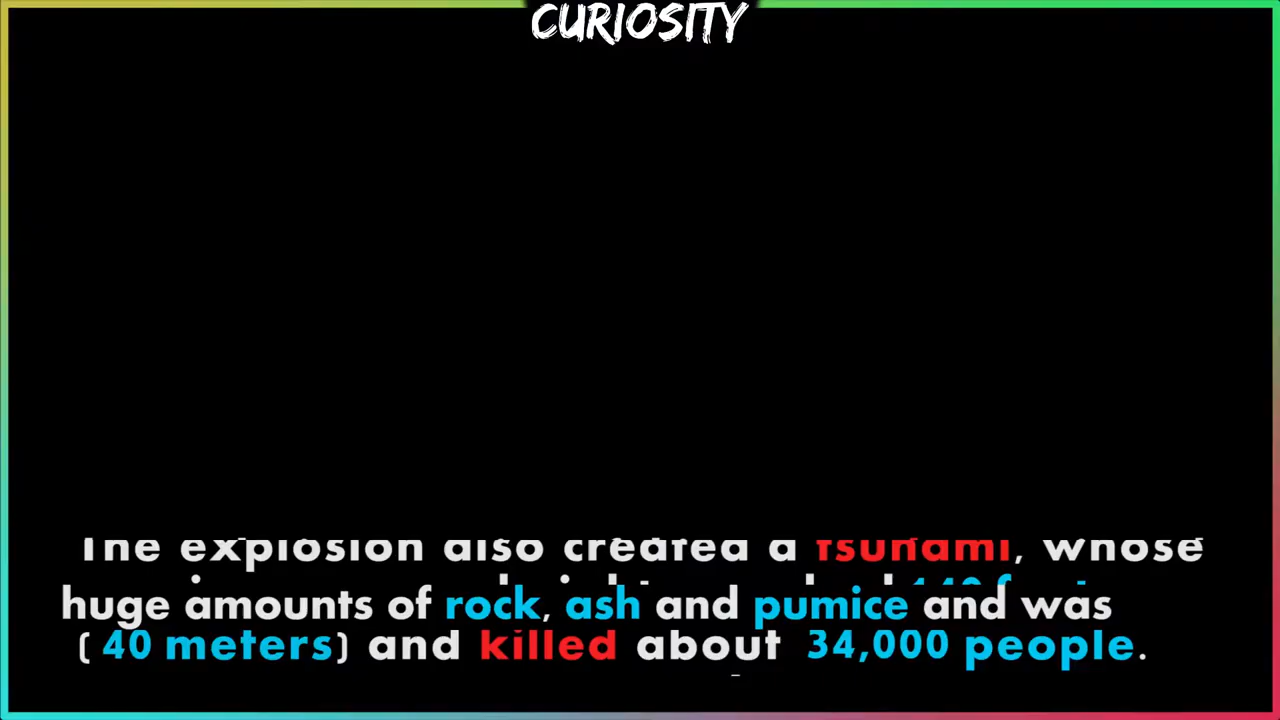 CURIOSITY
The explosion also created a tsunami, whose
huge amounts of rock, ash and pumice and was
(40 meters) and killed about 34,000 people.